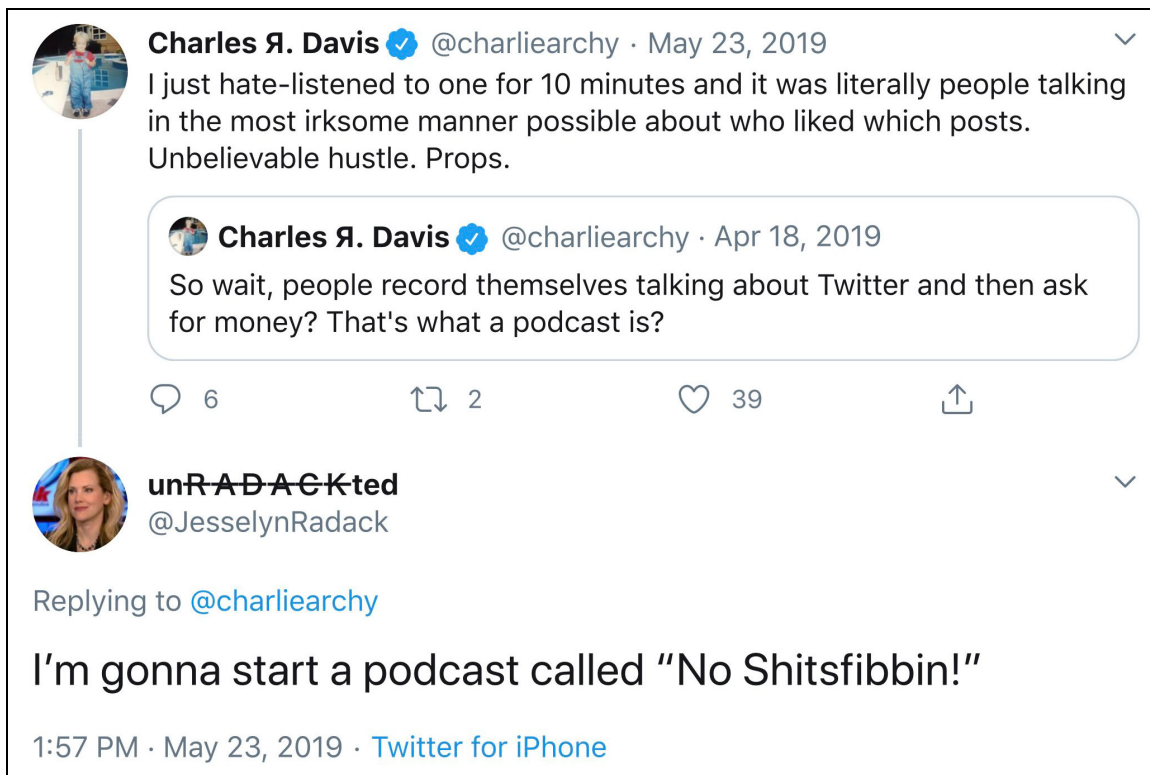 Charles Я. Davis @charliearchy · May 23, 2019
I just hate-listened to one for 10 minutes and it was literally people talking
in the most irksome manner possible about who liked which posts.
Unbelievable hustle. Props.
Charles Я. Davis @charliearchy · Apr 18, 2019
So wait, people record themselves talking about Twitter and then ask
for money? That's what a podcast is?
6 2 39
unR̶A̶D̶A̶C̶K̶ted
@JesselynRadack
Replying to @charliearchy
I’m gonna start a podcast called “No Shitsfibbin!”
1:57 PM · May 23, 2019 · Twitter for iPhone